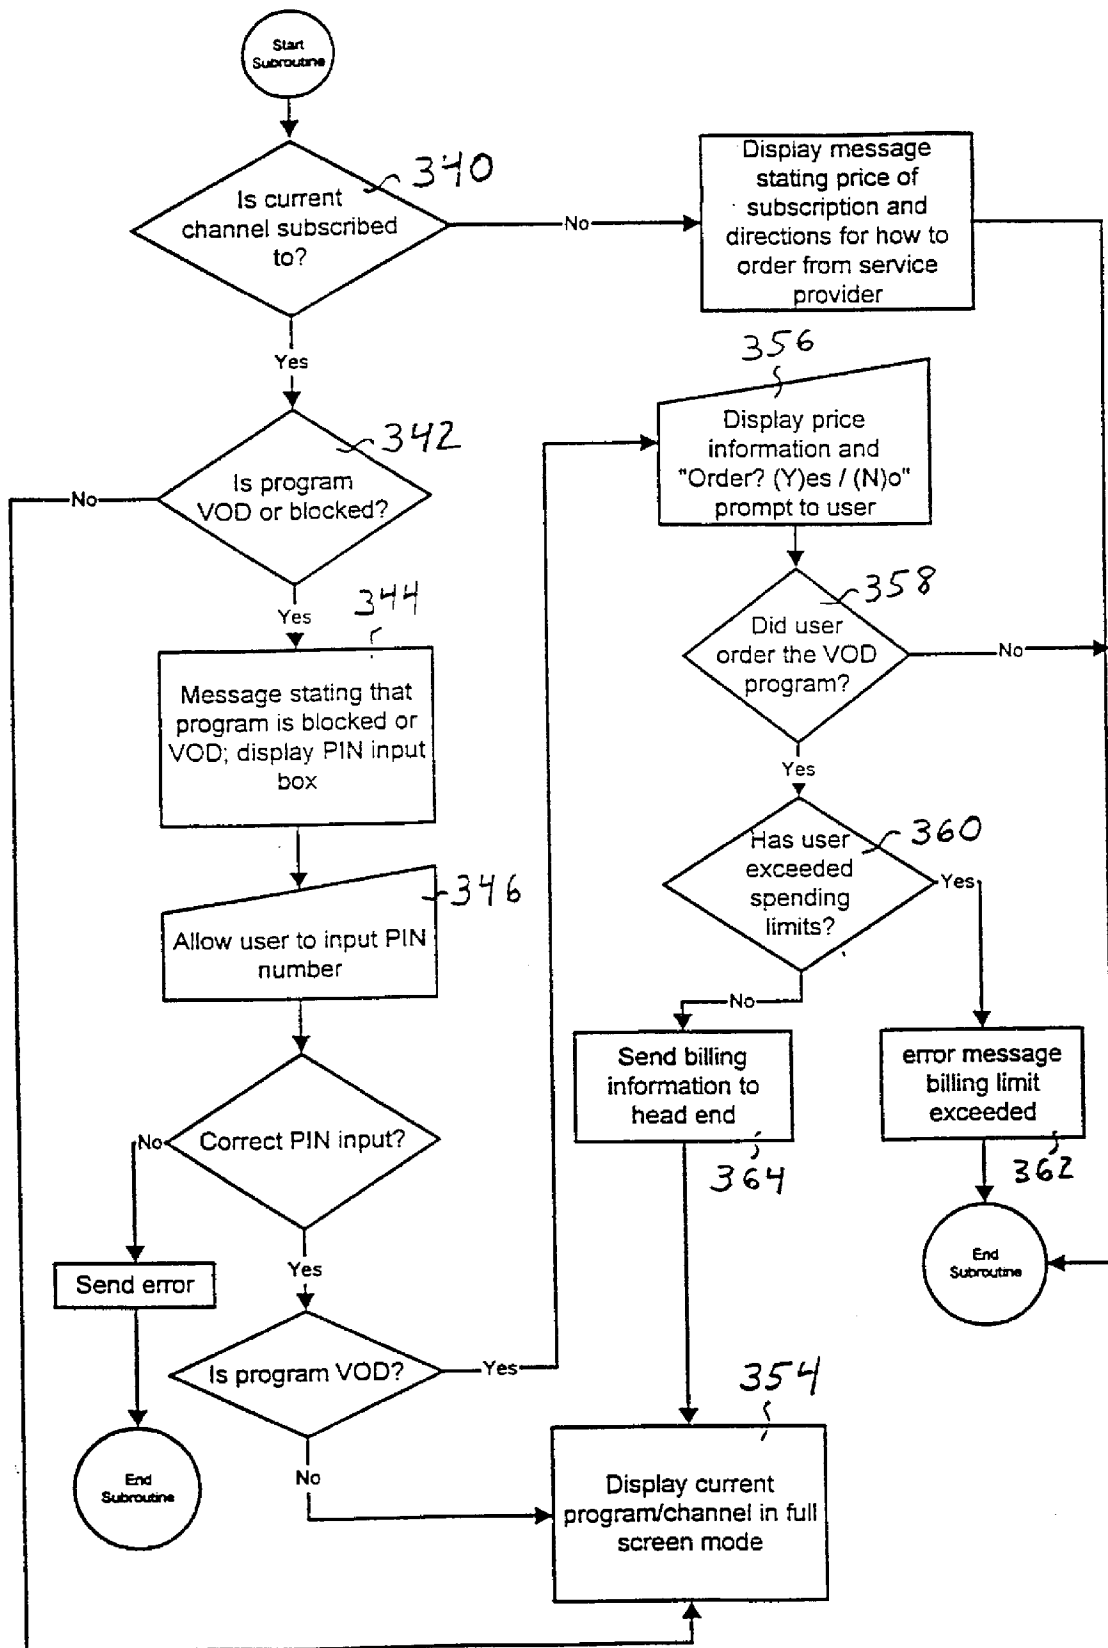 Start
Subroutine
340
Is current
channel subscribed
to?
No
Display message
stating price of
subscription and
directions for how to
order from service
provider
Yes
356
342
Is program
VOD or blocked?
No
Display price
information and
"Order? (Y)es / (N)o"
prompt to user
Yes
344
Message stating that
program is blocked or
VOD; display PIN input
box
358
Did user
order the VOD
program?
No
Yes
346
Allow user to input PIN
number
360
Has user
exceeded
spending
limits?
Yes
No
Correct PIN input?
No
Send billing
information to
head end
364
error message
billing limit
exceeded
362
Yes
Send error
End
Subroutine
Is program VOD?
Yes
354
No
End
Subroutine
Display current
program/channel in full
screen mode